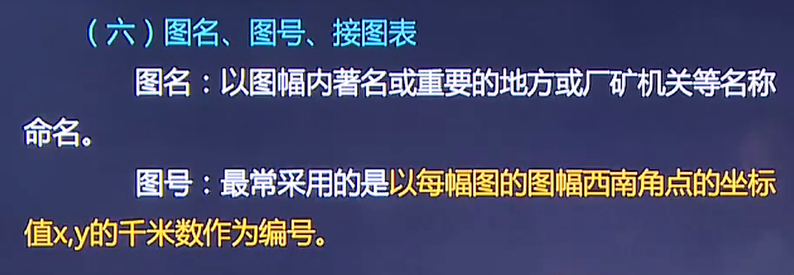 （六）图名、图号、接图表
图名：以图幅内著名或重要的地方或厂矿机关等名称
命名。
图号：最常采用的是以每幅图的图幅西南角点的坐标
值x,y的千米数作为编号。